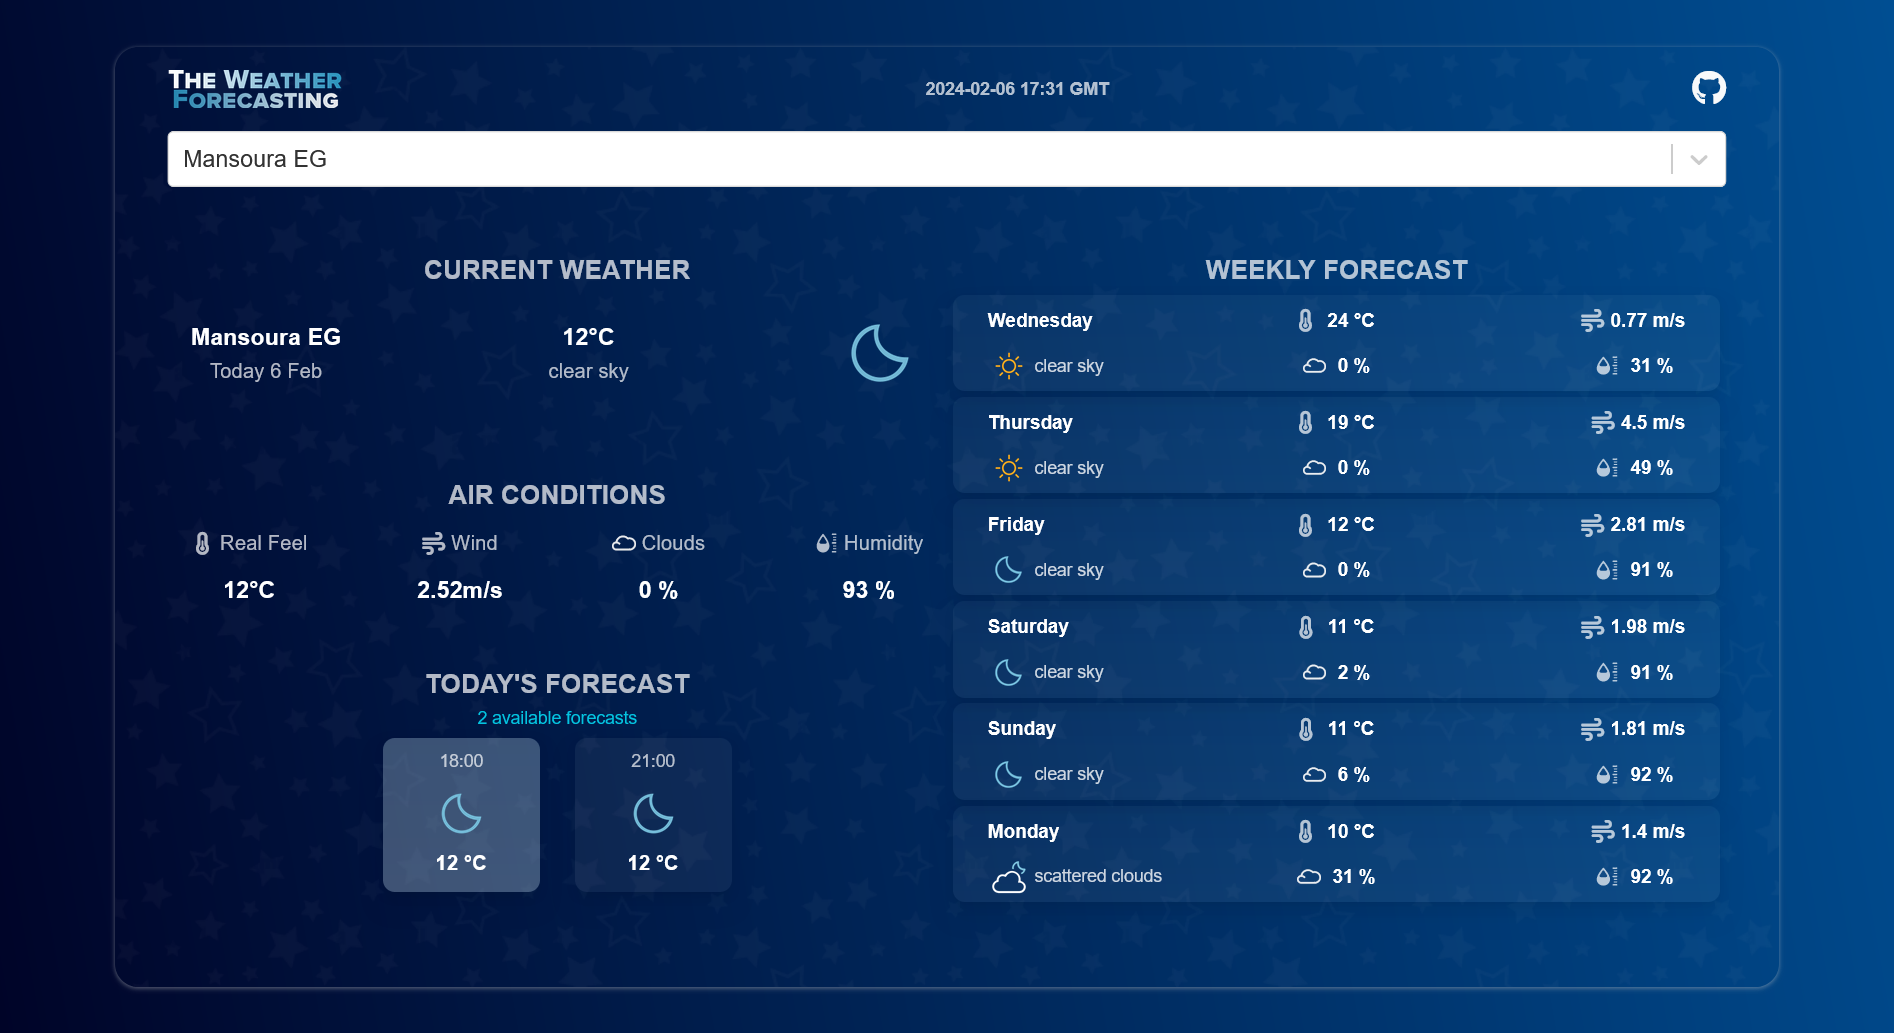 THE WEATHER
FORECASTING
2024-02-06 17:31 GMT
Mansoura EG
CURRENT WEATHER
Mansoura EG
Today 6 Feb
12°C
clear sky
AIR CONDITIONS
Real Feel
12°C
Wind
2.52m/s
Clouds
0 %
Humidity
93 %
TODAY'S FORECAST
2 available forecasts
18:00
12 °C
21:00
12 °C
WEEKLY FORECAST
Wednesday 24 °C 0.77 m/s
clear sky 0 % 31 %
Thursday 19 °C 4.5 m/s
clear sky 0 % 49 %
Friday 12 °C 2.81 m/s
clear sky 0 % 91 %
Saturday 11 °C 1.98 m/s
clear sky 2 % 91 %
Sunday 11 °C 1.81 m/s
clear sky 6 % 92 %
Monday 10 °C 1.4 m/s
scattered clouds 31 % 92 %